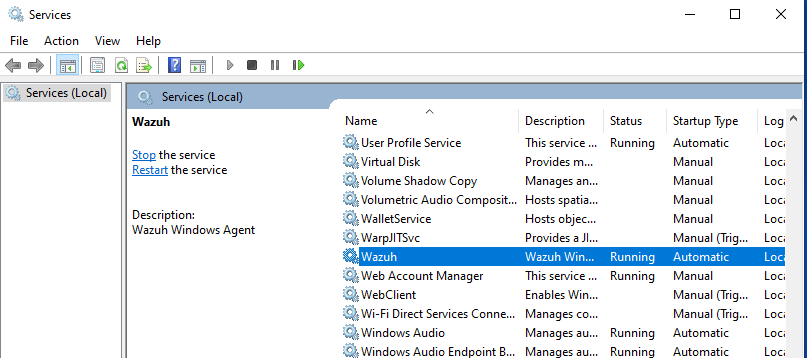 Services
File Action View Help
Services (Local)
Services (Local)
Wazuh
Stop the service
Restart the service
Description:
Wazuh Windows Agent
Name Description Status Startup Type Log
User Profile Service This service ... Running Automatic Loca
Virtual Disk Provides m... Manual Loca
Volume Shadow Copy Manages an... Manual Loca
Volumetric Audio Composit... Hosts spatia... Manual Loca
WalletService Hosts objec... Manual Loca
WarpJITSvc Provides a JI... Manual (Trig... Loca
Wazuh Wazuh Win... Running Automatic Loca
Web Account Manager This service ... Running Manual Loca
WebClient Enables Win... Manual (Trig... Loca
Wi-Fi Direct Services Conne... Manages co... Manual (Trig... Loca
Windows Audio Manages au... Running Automatic Loca
Windows Audio Endpoint B... Manages au... Running Automatic Loca